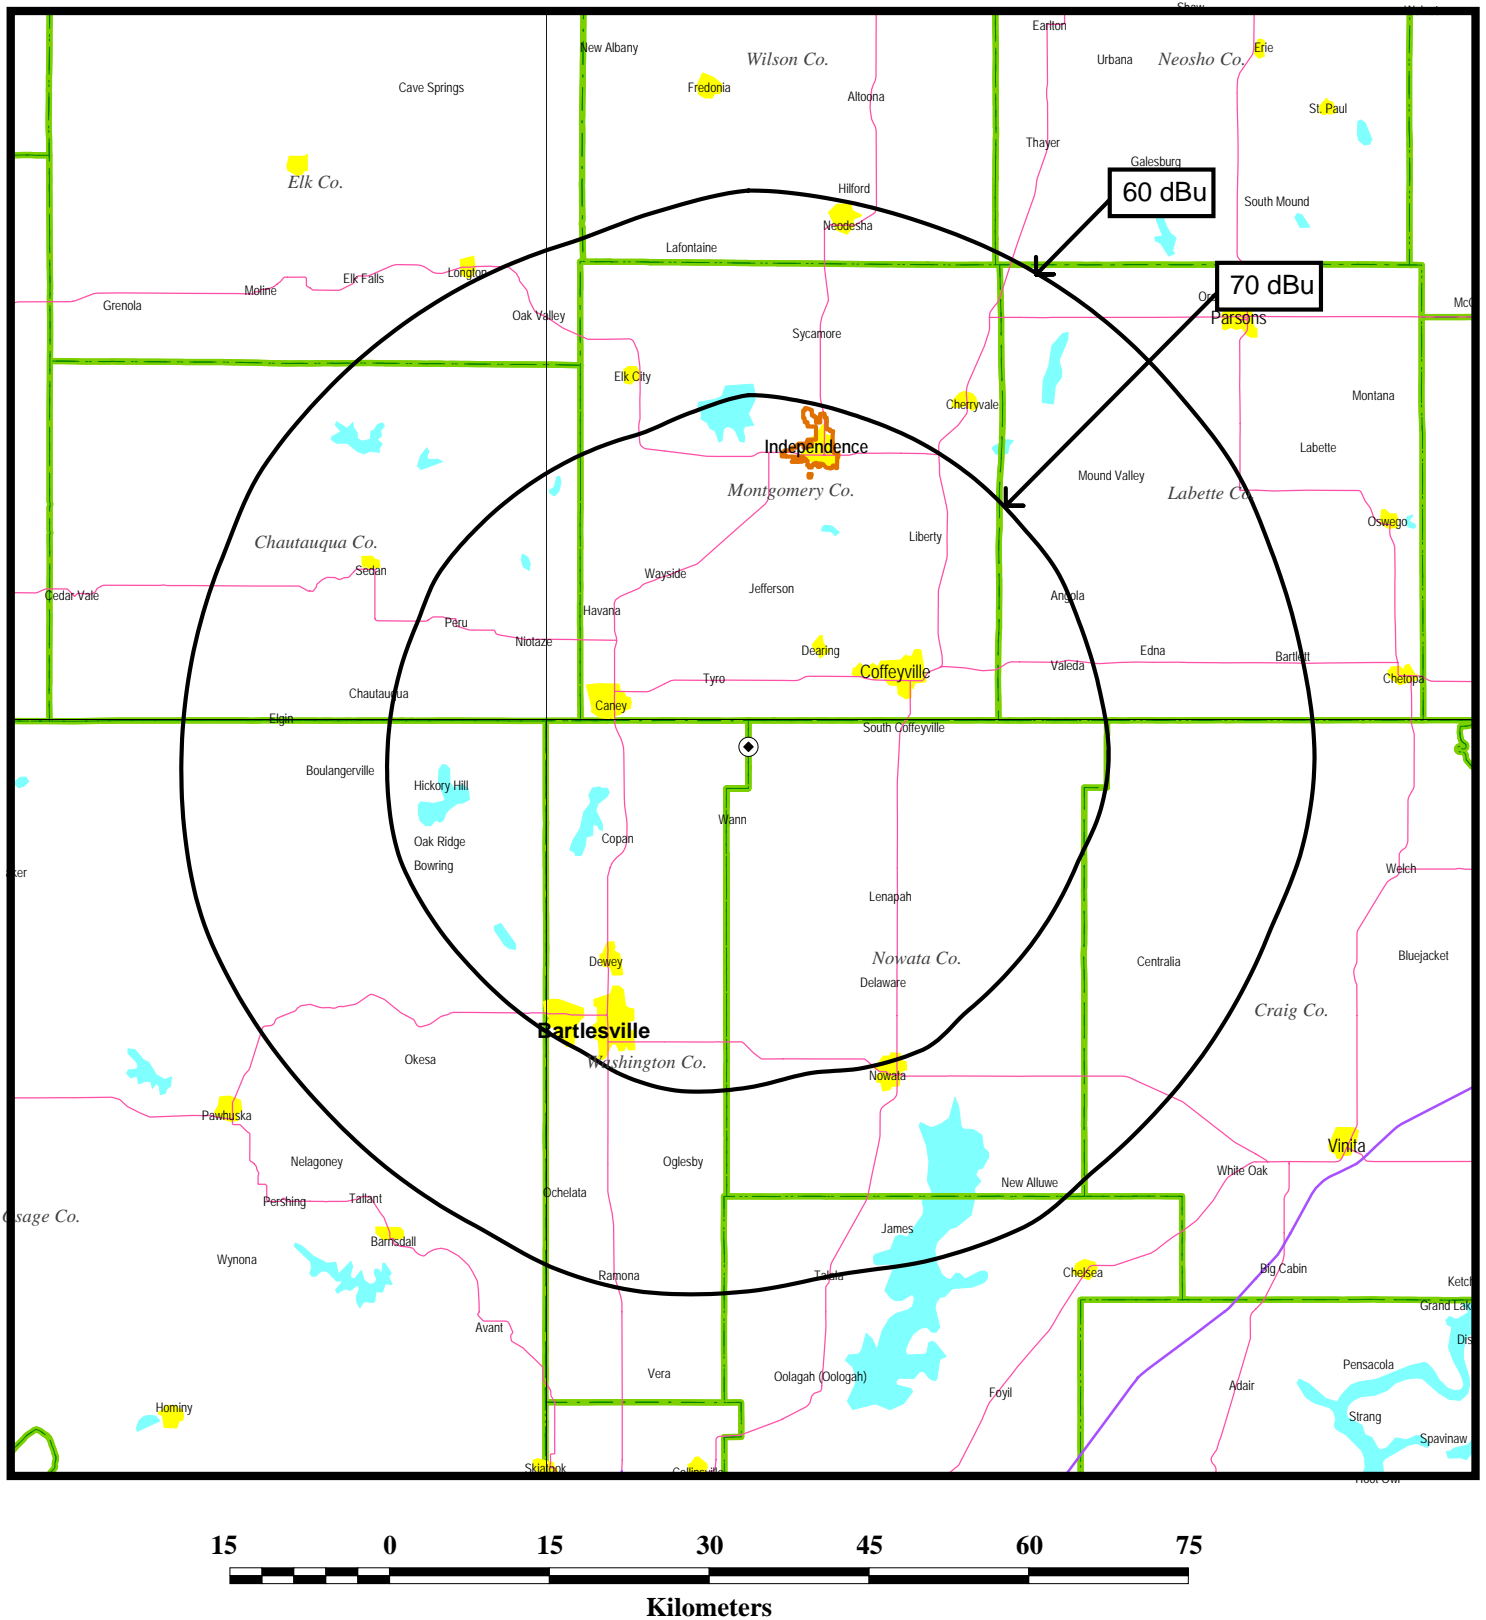 Erie
Earlton
New Albany
Wilson Co.
Urbana
Neosho Co.
Cave Springs
Fredonia
Altoona
St. Paul
Thayer
Galesburg
Elk Co.
Hilford
60 dBu
South Mound
Neodesha
Lafontaine
Longton
Elk Falls
70 dBu
Moline
Grenola
Oak Valley
Parsons
Sycamore
Elk City
Montana
Cherryvale
Independence
Labette
Mound Valley
Montgomery Co.
Labette Co.
Oswego
Liberty
Chautauqua Co.
Sedan
Wayside
Jefferson
Cedar Vale
Angola
Havana
Peru
Niotaze
Dearing
Edna
Bartlett
Valeda
Coffeyville
Tyro
Chetopa
Chautauqua
Caney
Elgin
South Coffeyville
Boulangerville
Hickory Hill
Wann
Copan
Oak Ridge
Bowring
Welch
Lenapah
Bluejacket
Dewey
Nowata Co.
Centralia
Delaware
Craig Co.
Bartlesville
Okesa
Washington Co.
Nowata
Pawhuska
Vinita
Nelagoney
Oglesby
White Oak
New Alluwe
Ochelata
Pershing
Tallant
Osage Co.
James
Barnsdall
Wynona
Big Cabin
Chelsea
Ramona
Talala
Grand Lak
Avant
Pensacola
Vera
Oolagah (Oologah)
Adair
Foyil
Hominy
Strang
Spavinaw
Skiatook
15 0 15 30 45 60 75
Kilometers